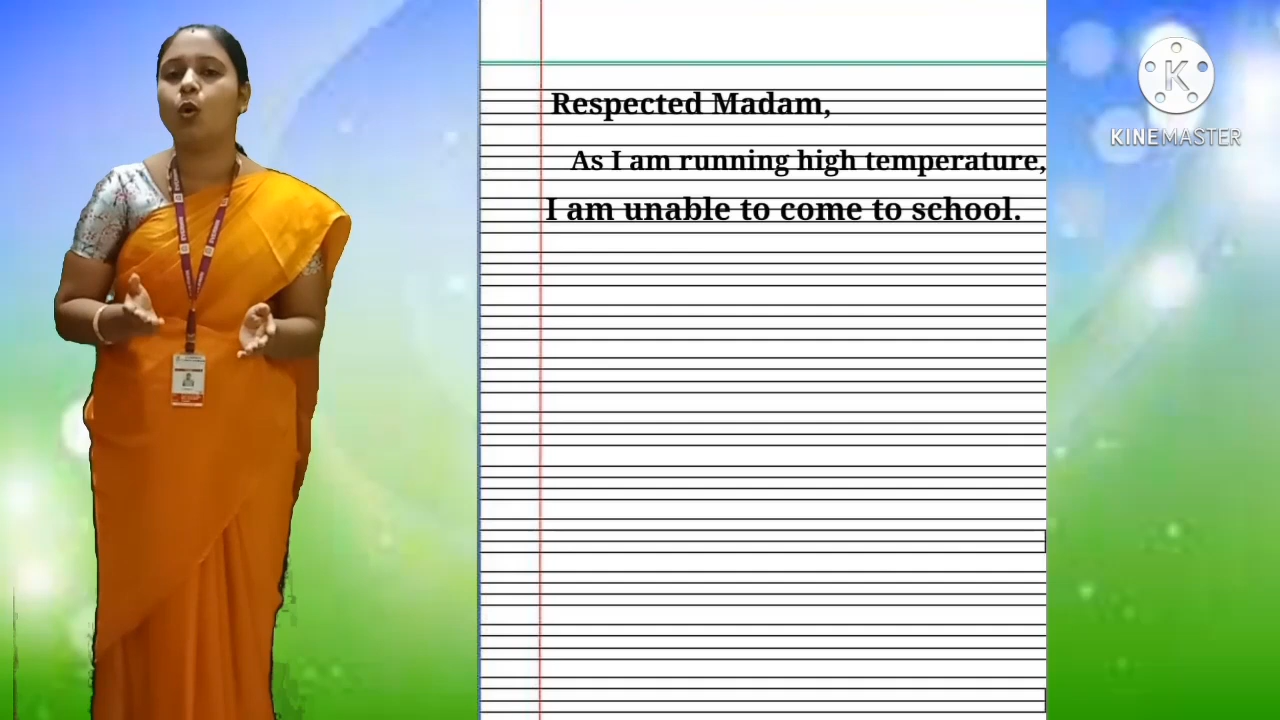 Respected Madam,
As I am running high temperature,
I am unable to come to school.
KINEMASTER